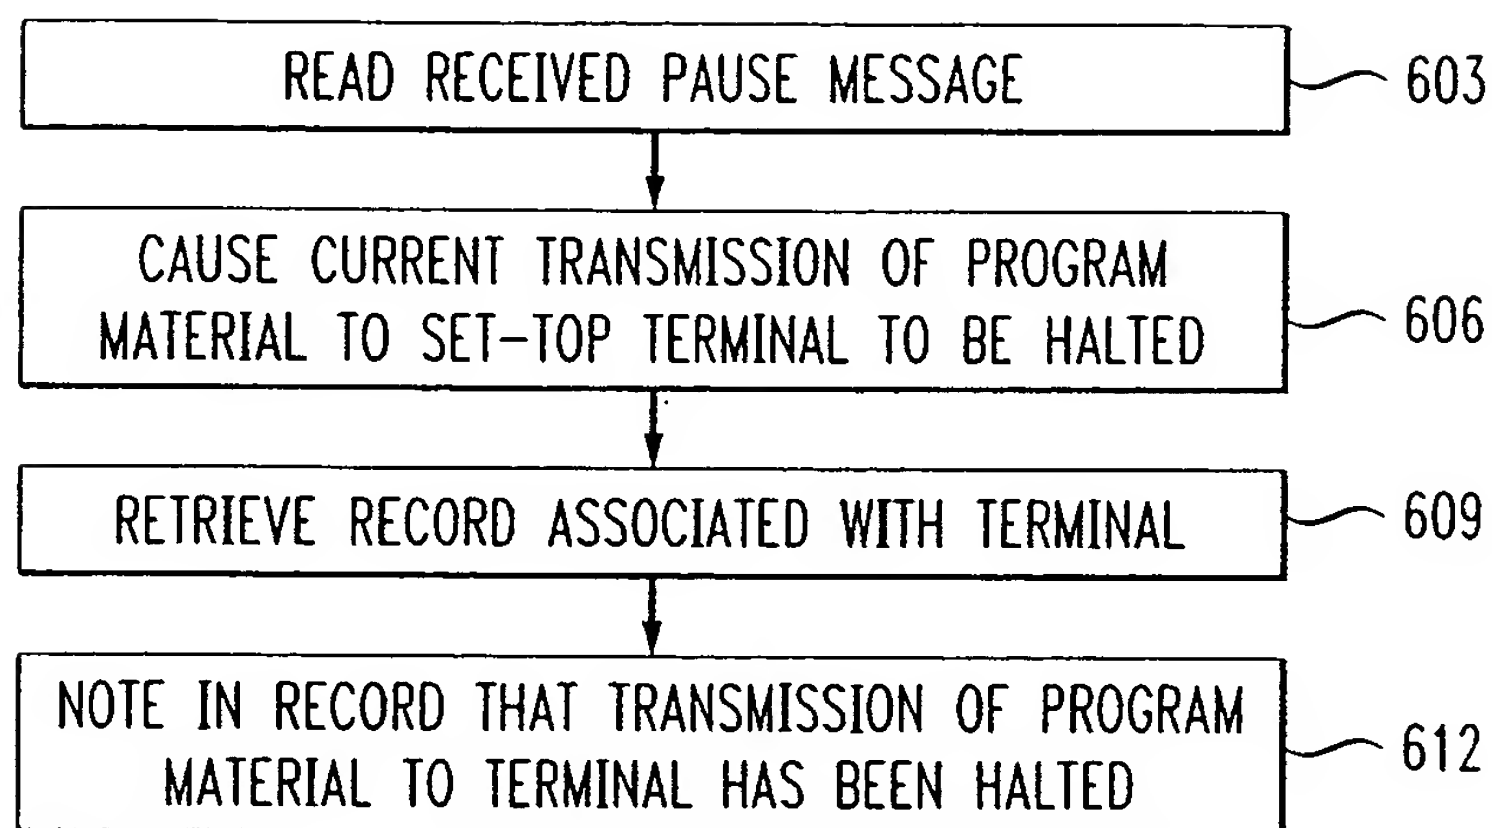 READ RECEIVED PAUSE MESSAGE
603
CAUSE CURRENT TRANSMISSION OF PROGRAM
MATERIAL TO SET-TOP TERMINAL TO BE HALTED
606
RETRIEVE RECORD ASSOCIATED WITH TERMINAL
609
NOTE IN RECORD THAT TRANSMISSION OF PROGRAM
MATERIAL TO TERMINAL HAS BEEN HALTED
612